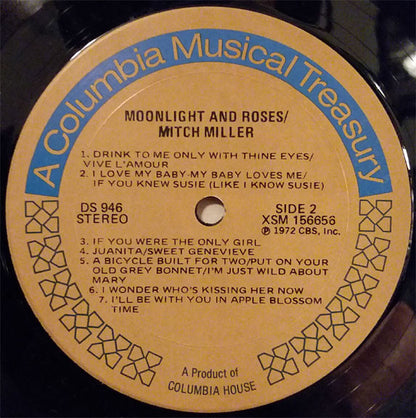 A Columbia Musical Treasury
MOONLIGHT AND ROSES/
MITCH MILLER
1. DRINK TO ME ONLY WITH THINE EYES/
VIVE L'AMOUR
2. I LOVE MY BABY-MY BABY LOVES ME/
IF YOU KNEW SUSIE (LIKE I KNOW SUSIE)
DS 946
STEREO
SIDE 2
XSM 156656
℗ 1972 CBS, Inc.
3. IF YOU WERE THE ONLY GIRL
4. JUANITA/SWEET GENEVIEVE
5. A BICYCLE BUILT FOR TWO/PUT ON YOUR
OLD GREY BONNET/I'M JUST WILD ABOUT
MARY
6. I WONDER WHO'S KISSING HER NOW
7. I'LL BE WITH YOU IN APPLE BLOSSOM
TIME
A Product of
COLUMBIA HOUSE